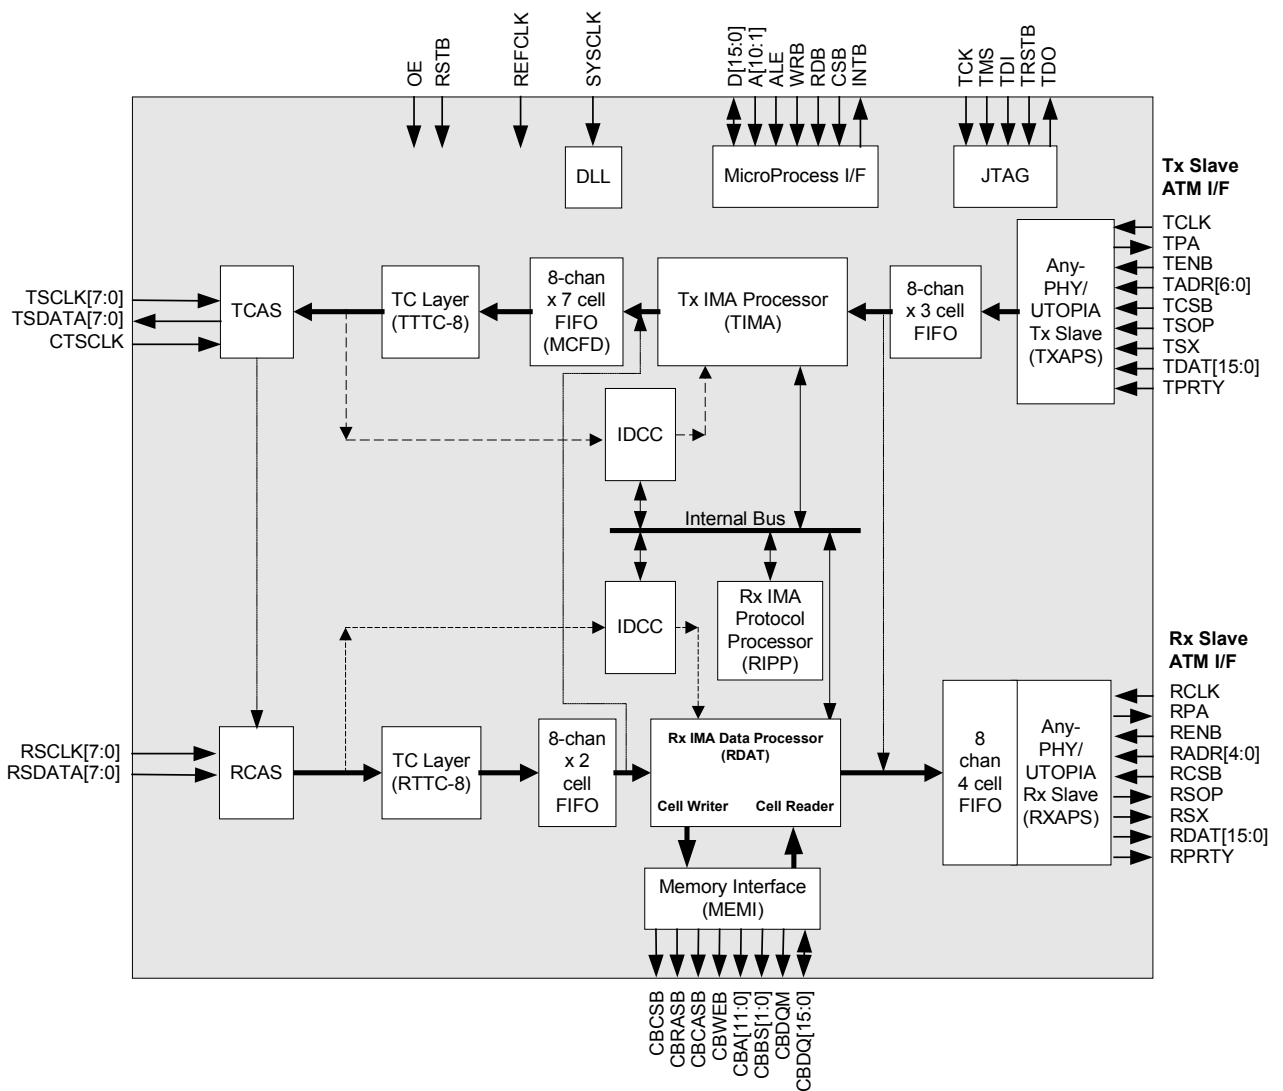 OE
RSTB
REFCLK
SYSCLK
D[15:0]
A[10:1]
ALE
WRB
RDB
CSB
INTB
TCK
TMS
TDI
TRSTB
TDO
DLL
MicroProcess I/F
JTAG
Tx Slave
ATM I/F
TCLK
TPA
TENB
TADR[6:0]
TCSB
TSOP
TSX
TDAT[15:0]
TPRTY
Any-
PHY/
UTOPIA
Tx Slave
(TXAPS)
8-chan
x 3 cell
FIFO
Tx IMA Processor
(TIMA)
8-chan
x 7 cell
FIFO
(MCFD)
TC Layer
(TTTC-8)
TCAS
TSCLK[7:0]
TSDATA[7:0]
CTSCLK
IDCC
Internal Bus
IDCC
Rx IMA
Protocol
Processor
(RIPP)
Rx Slave
ATM I/F
RCLK
RPA
RENB
RADR[4:0]
RCSB
RSOP
RSX
RDAT[15:0]
RPRTY
RSCLK[7:0]
RSDATA[7:0]
RCAS
TC Layer
(RTTC-8)
8-chan
x 2
cell
FIFO
Rx IMA Data Processor
(RDAT)
Cell Writer
Cell Reader
8
chan
4 cell
FIFO
Any-
PHY/
UTOPIA
Rx Slave
(RXAPS)
Memory Interface
(MEMI)
CBCSB
CBRASB
CBCASB
CBWEB
CBA[11:0]
CBBS[1:0]
CBDQM
CBDQ[15:0]